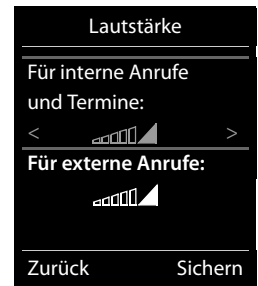 Lautstärke
Für interne Anrufe
und Termine:
< >
Für externe Anrufe:
Zurück Sichern